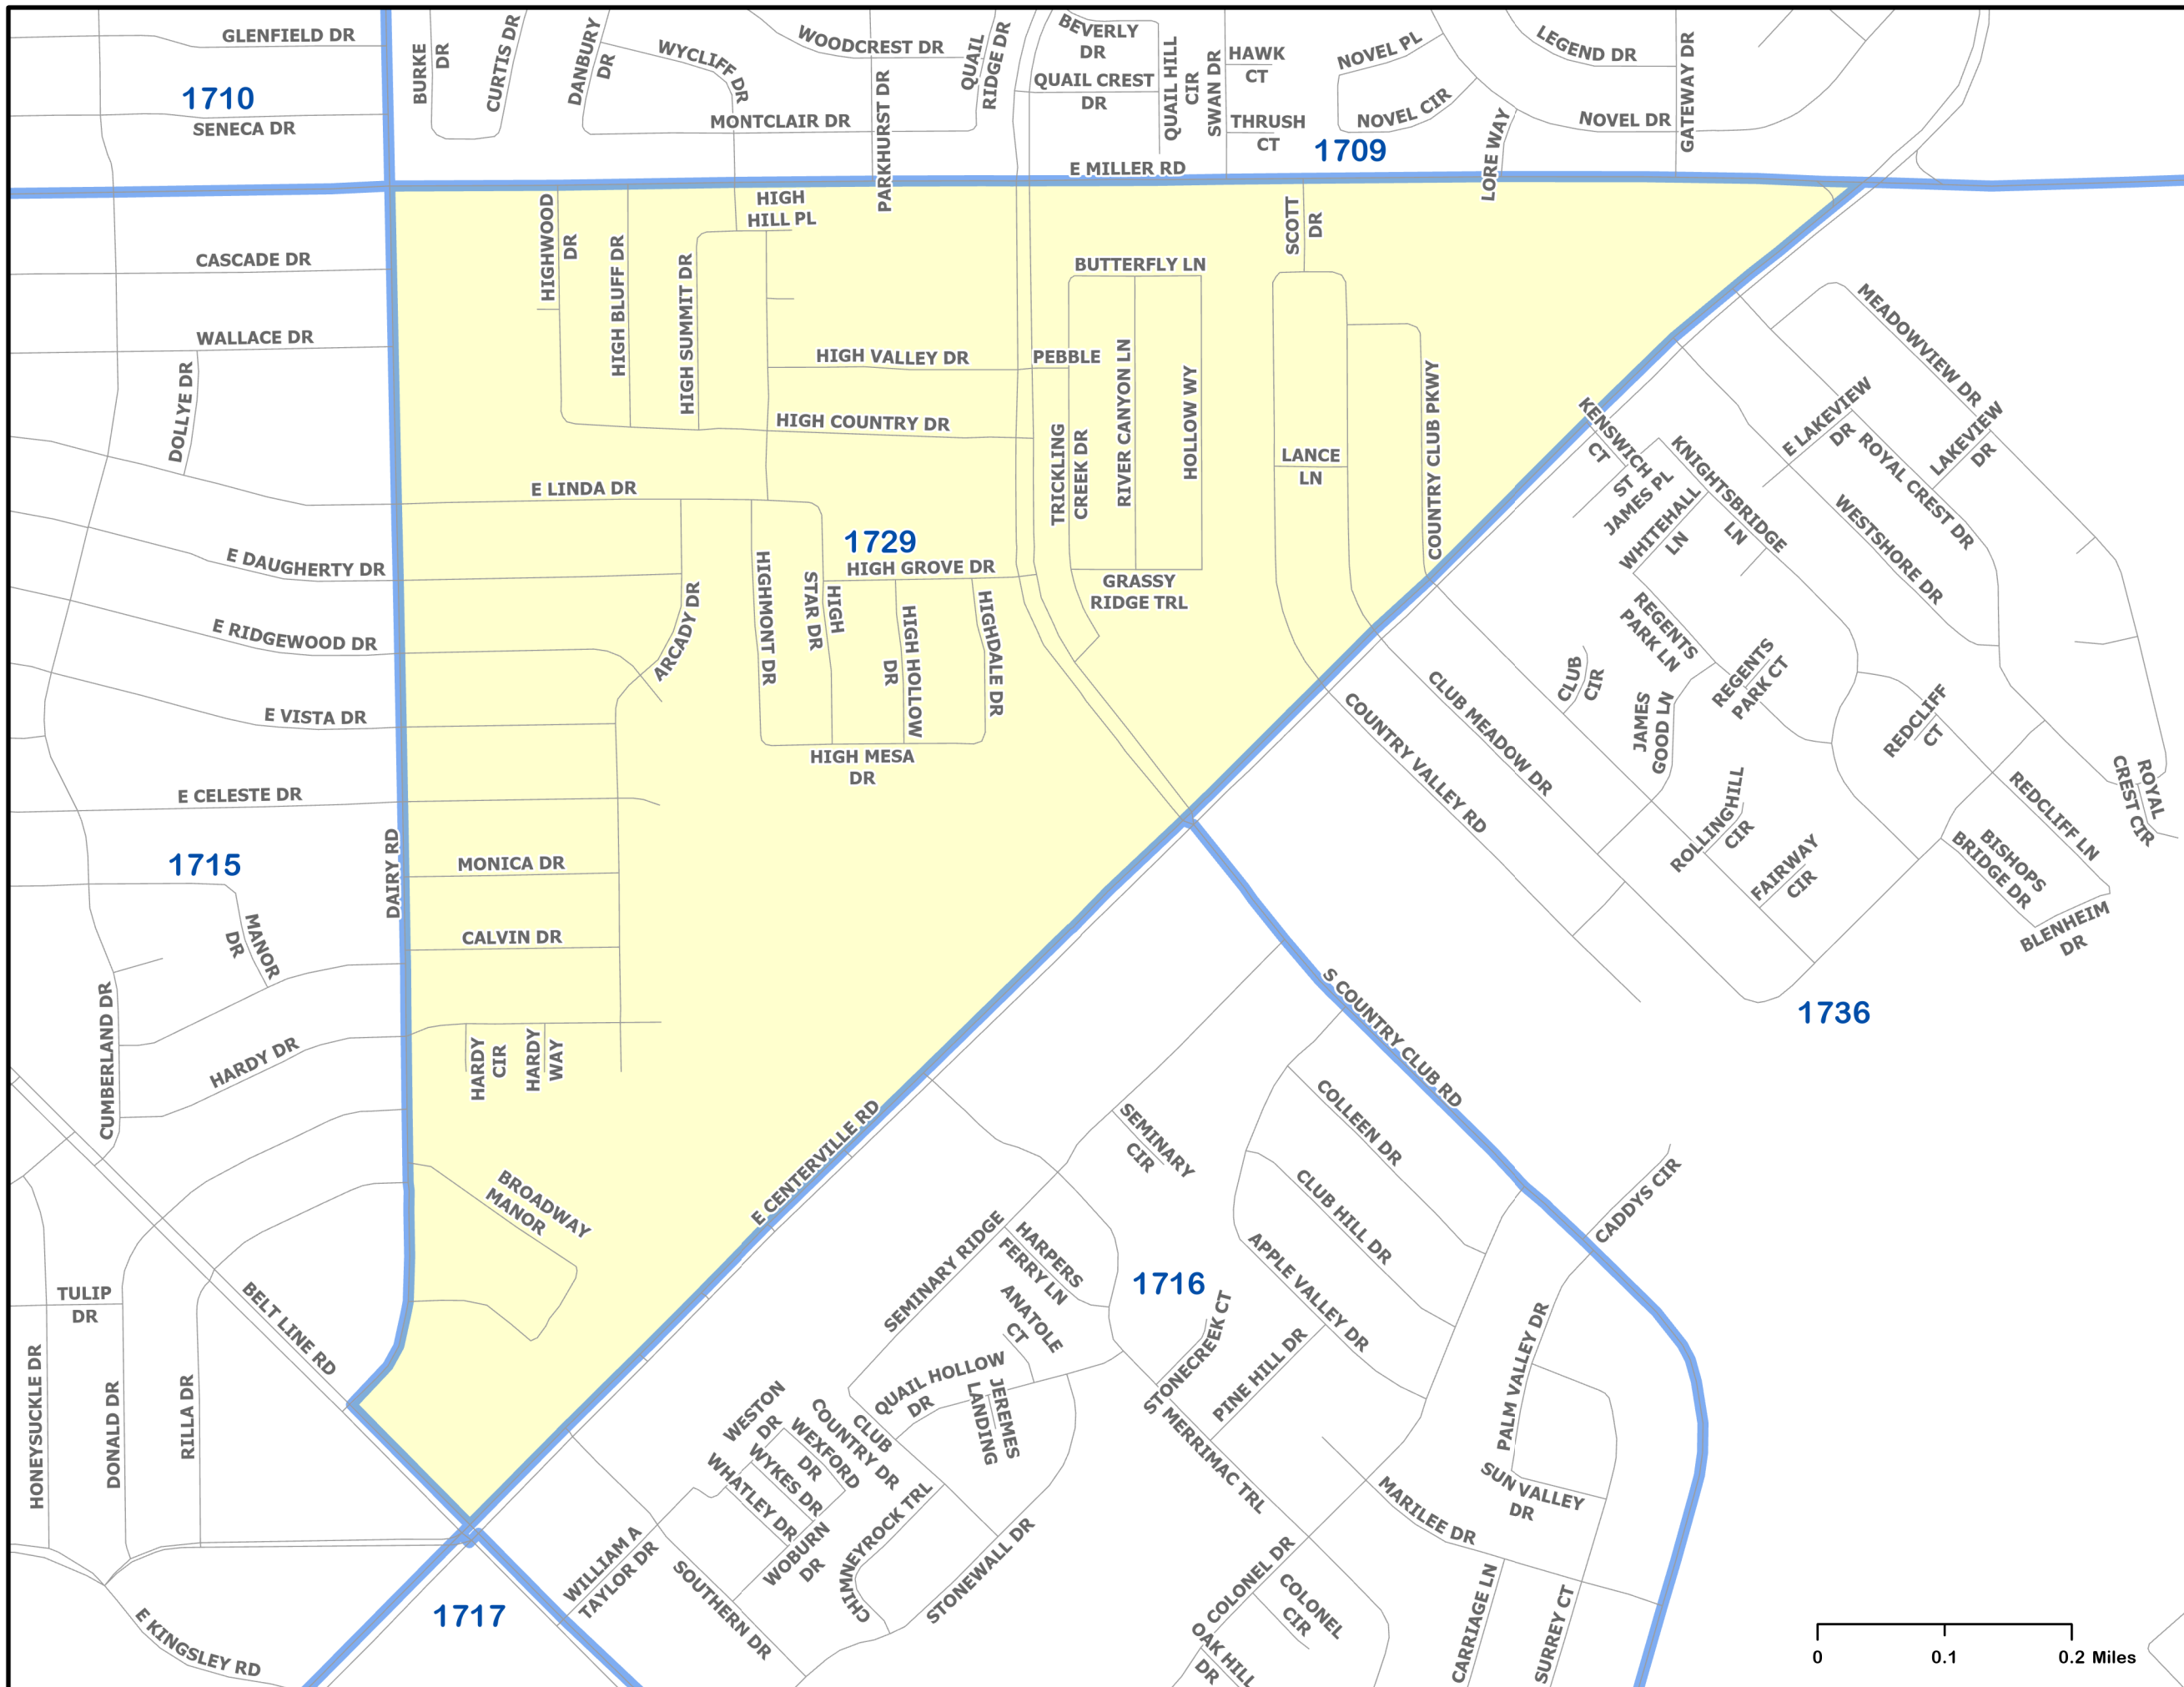 GLENFIELD DR
1710
SENECA DR
BURKE
DR
CURTIS DR
DANBURY
DR
WYCLIFF DR
WOODCREST DR
MONTCLAIR DR
PARKHURST DR
QUAIL
RIDGE DR
BEVERLY
DR
QUAIL CREST
DR
QUAIL HILL
CIR
SWAN DR
HAWK
CT
THRUSH
CT
NOVEL PL
NOVEL CIR
LEGEND DR
NOVEL DR
GATEWAY DR
LORE WAY
1709
E MILLER RD
CASCADE DR
WALLACE DR
DOLLYE DR
HIGHWOOD
DR
HIGH BLUFF DR
HIGH SUMMIT DR
HIGH
HILL PL
HIGH VALLEY DR
PEBBLE
HIGH COUNTRY DR
BUTTERFLY LN
TRICKLING
CREEK DR
RIVER CANYON LN
HOLLOW WY
GRASSY
RIDGE TRL
SCOTT
DR
LANCE
LN
COUNTRY CLUB PKWY
E LINDA DR
1729
E DAUGHERTY DR
E RIDGEWOOD DR
E VISTA DR
E CELESTE DR
ARCADY DR
HIGHMONT DR
HIGH
STAR DR
HIGH GROVE DR
HIGH HOLLOW
DR
HIGHDALE DR
HIGH MESA
DR
MEADOWVIEW DR
E LAKEVIEW
DR
LAKEVIEW
DR
ROYAL CREST DR
WESTSHORE DR
KENSWICH
CT
ST
JAMES PL
KNIGHTSBRIDGE
LN
WHITEHALL
LN
REGENTS
PARK LN
REGENTS
PARK CT
CLUB
CIR
JAMES
GOOD LN
REDCLIFF
CT
REDCLIFF LN
ROYAL
CREST CIR
COUNTRY VALLEY RD
CLUB MEADOW DR
ROLLINGHILL
CIR
FAIRWAY
CIR
BISHOPS
BRIDGE DR
BLENHEIM
DR
1736
1715
DAIRY RD
MONICA DR
CALVIN DR
MANOR
DR
CUMBERLAND DR
HARDY DR
HARDY
CIR
HARDY
WAY
BROADWAY
MANOR
E CENTERVILLE RD
S COUNTRY CLUB RD
SEMINARY
CIR
COLLEEN DR
CLUB HILL DR
APPLE VALLEY DR
CADDYS CIR
SEMINARY RIDGE
HARPERS
FERRY LN
ANATOLE
CT
1716
STONECREEK CT
PINE HILL DR
PALM VALLEY DR
SUN VALLEY
DR
TULIP
DR
BELT LINE RD
HONEYSUCKLE DR
DONALD DR
RILLA DR
QUAIL HOLLOW
DR
JEREMES
LANDING
WESTON
DR
WEXFORD
DR
COUNTRY
CLUB
DR
WYKES DR
WHATLEY DR
WOBURN
DR
CHIMNEYROCK TRL
STONEWALL DR
MERRIMAC TRL
MARILEE DR
WILLIAM A
TAYLOR DR
SOUTHERN DR
1717
E KINGSLEY RD
COLONEL DR
COLONEL
CIR
OAK HILL
DR
CARRIAGE LN
SURREY CT
0 0.1 0.2 Miles